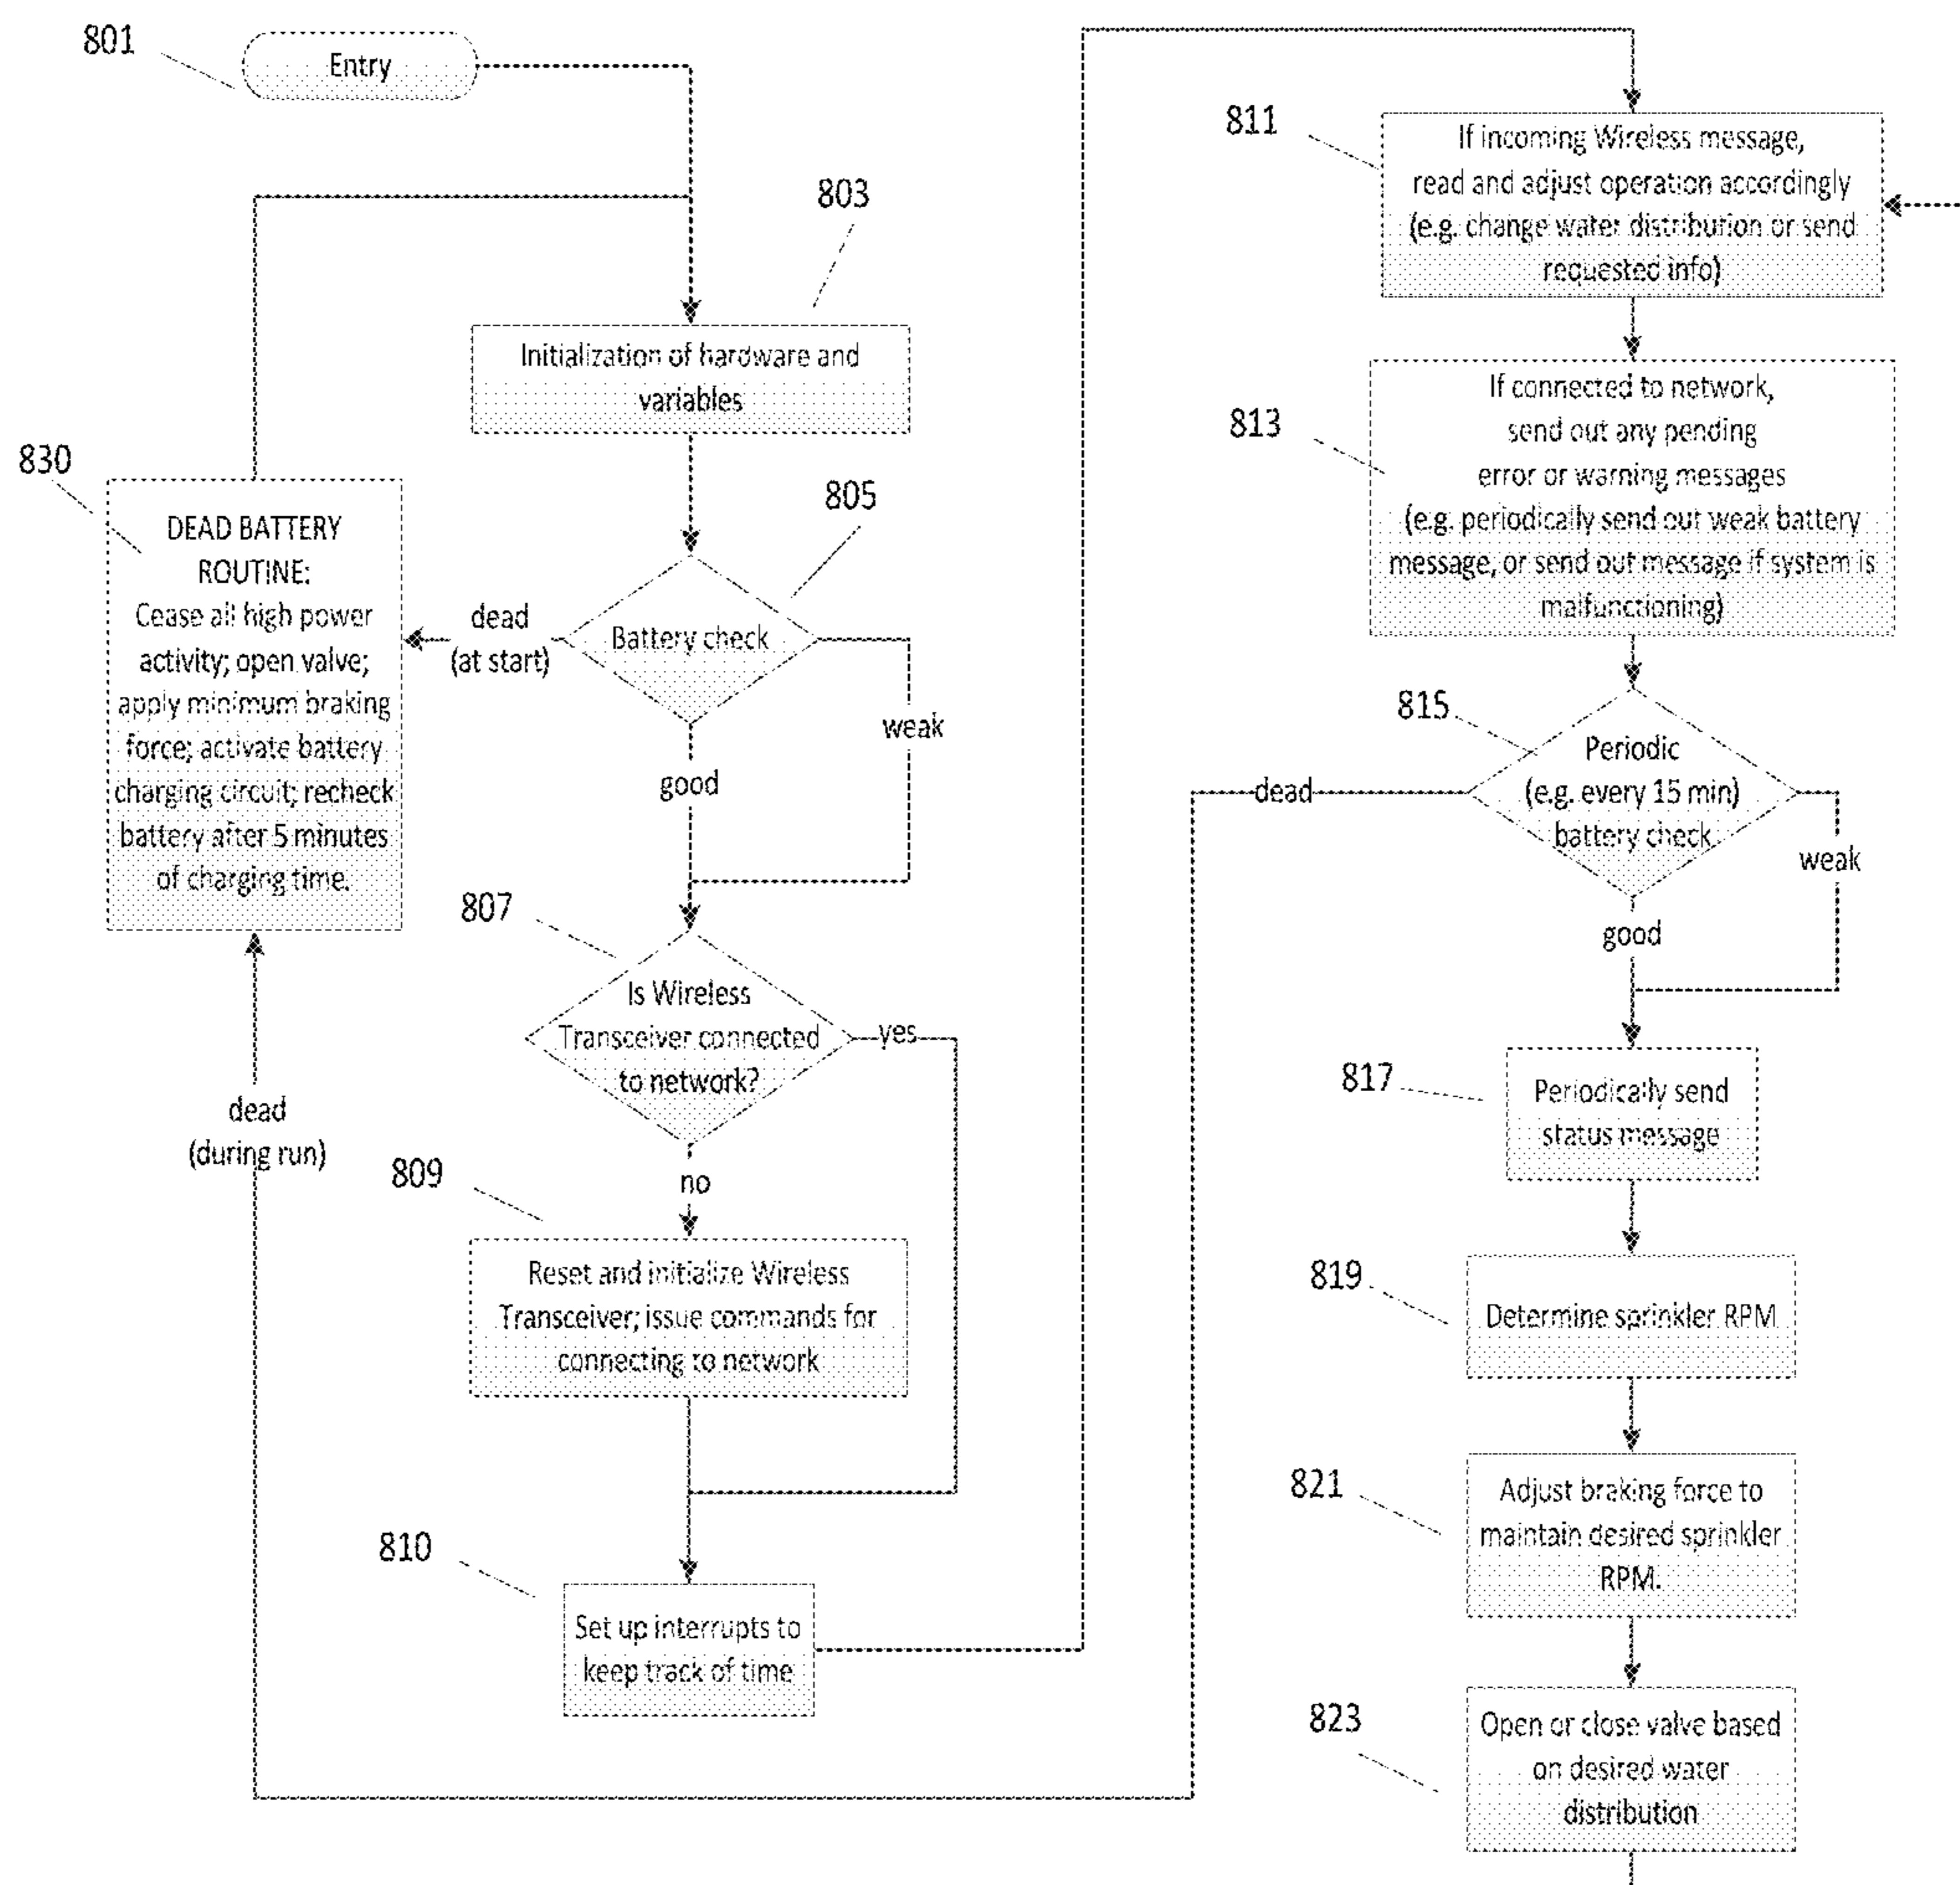 801
Entry
803
Initialization of hardware and
variables
830
DEAD BATTERY
ROUTINE:
Cease all high power
activity; open valve;
apply minimum braking
force; activate battery
charging circuit; recheck
battery after 5 minutes
of charging time.
805
dead
(at start)
Battery check
weak
good
807
Is Wireless
Transceiver connected
to network?
yes
dead
(during run)
no
809
Reset and initialize Wireless
Transceiver; issue commands for
connecting to network
810
Set up interrupts to
keep track of time
811
If incoming Wireless message,
read and adjust operation accordingly
(e.g. change water distribution or send
requested info)
813
If connected to network,
send out any pending
error or warning messages
(e.g. periodically send out weak battery
message, or send out message if system is
malfunctioning)
815
dead
Periodic
(e.g. every 15 min)
battery check
weak
good
817
Periodically send
status message
819
Determine sprinkler RPM
821
Adjust braking force to
maintain desired sprinkler
RPM.
823
Open or close valve based
on desired water
distribution